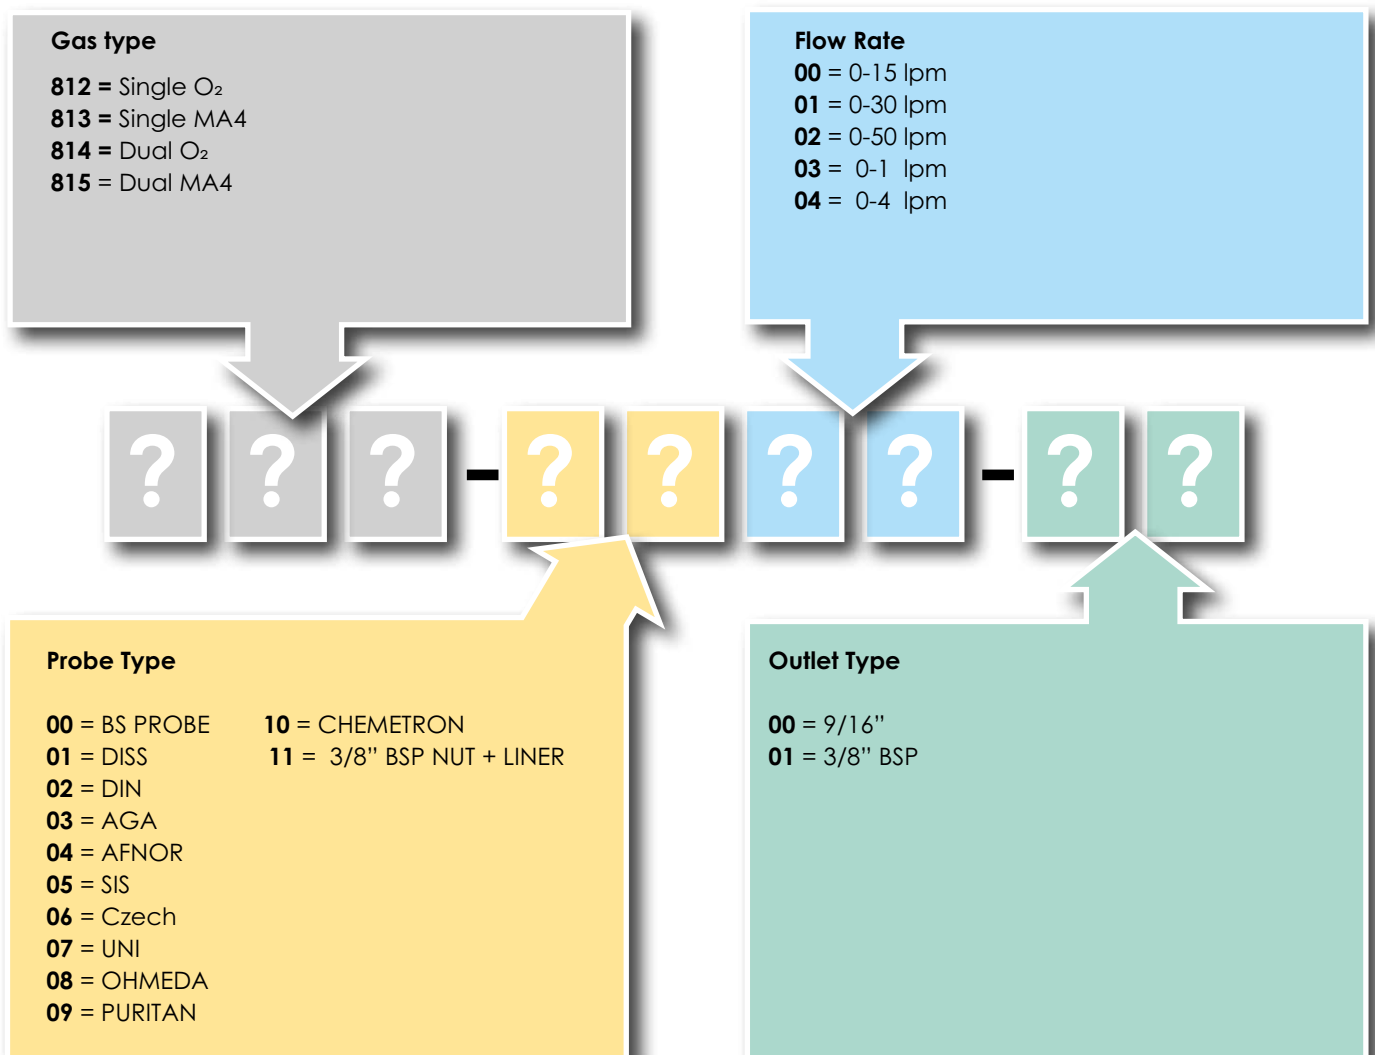 Gas type
812 = Single O₂
813 = Single MA4
814 = Dual O₂
815 = Dual MA4
Flow Rate
00 = 0-15 lpm
01 = 0-30 lpm
02 = 0-50 lpm
03 = 0-1 lpm
04 = 0-4 lpm
? ? ? - ? ? ? ? - ? ?
Probe Type
00 = BS PROBE 10 = CHEMETRON
01 = DISS 11 = 3/8” BSP NUT + LINER
02 = DIN
03 = AGA
04 = AFNOR
05 = SIS
06 = Czech
07 = UNI
08 = OHMEDA
09 = PURITAN
Outlet Type
00 = 9/16”
01 = 3/8” BSP